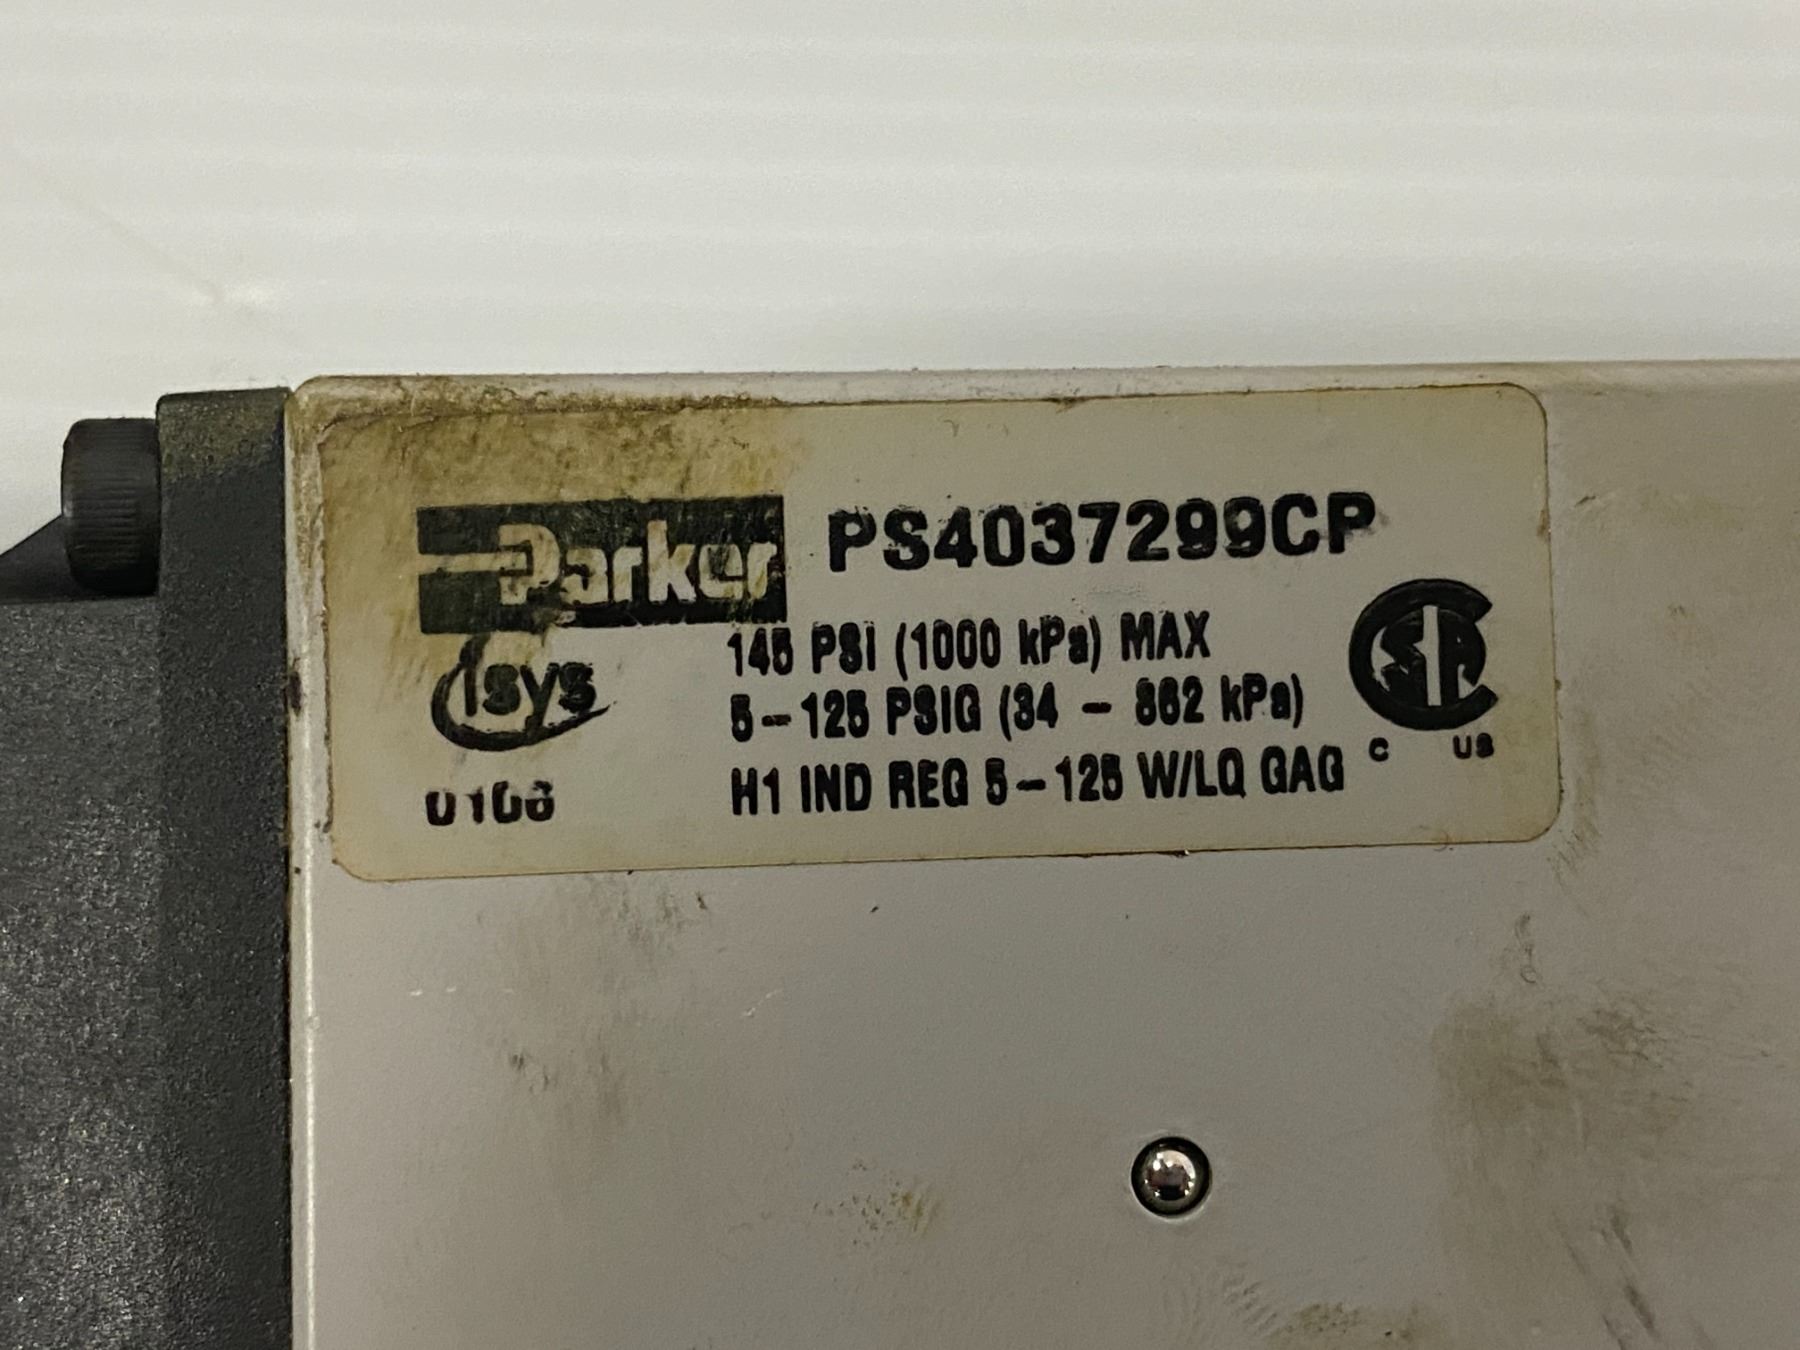 Parker PS4037299CP
145 PSI (1000 kPa) MAX
Isys 5-125 PSIG (34 - 862 kPa)
C US
H1 IND REG 5-125 W/LQ GAG